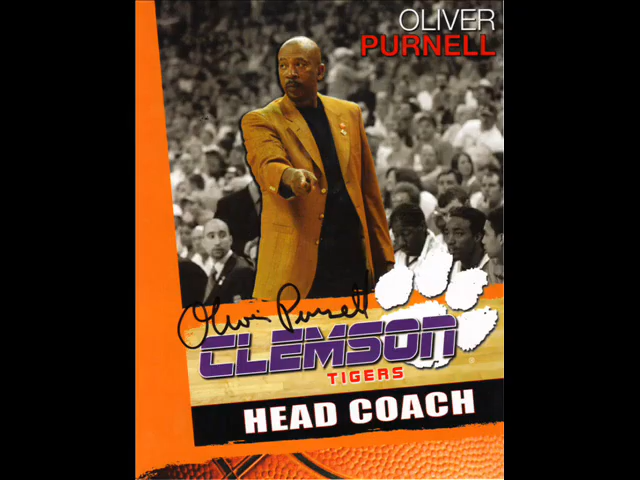 OLIVER
PURNELL
Oliver Purnell
CLEMSON
TIGERS
HEAD COACH